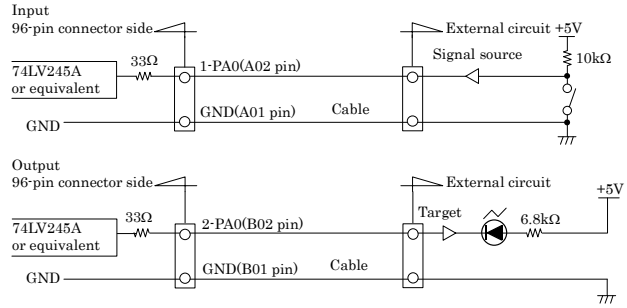 Input
96-pin connector side
External circuit +5V
33Ω
1-PA0(A02 pin)
Signal source
10kΩ
74LV245A
or equivalent
GND(A01 pin)
Cable
GND
Output
96-pin connector side
External circuit
+5V
33Ω
2-PA0(B02 pin)
Target
6.8kΩ
74LV245A
or equivalent
GND(B01 pin)
Cable
GND